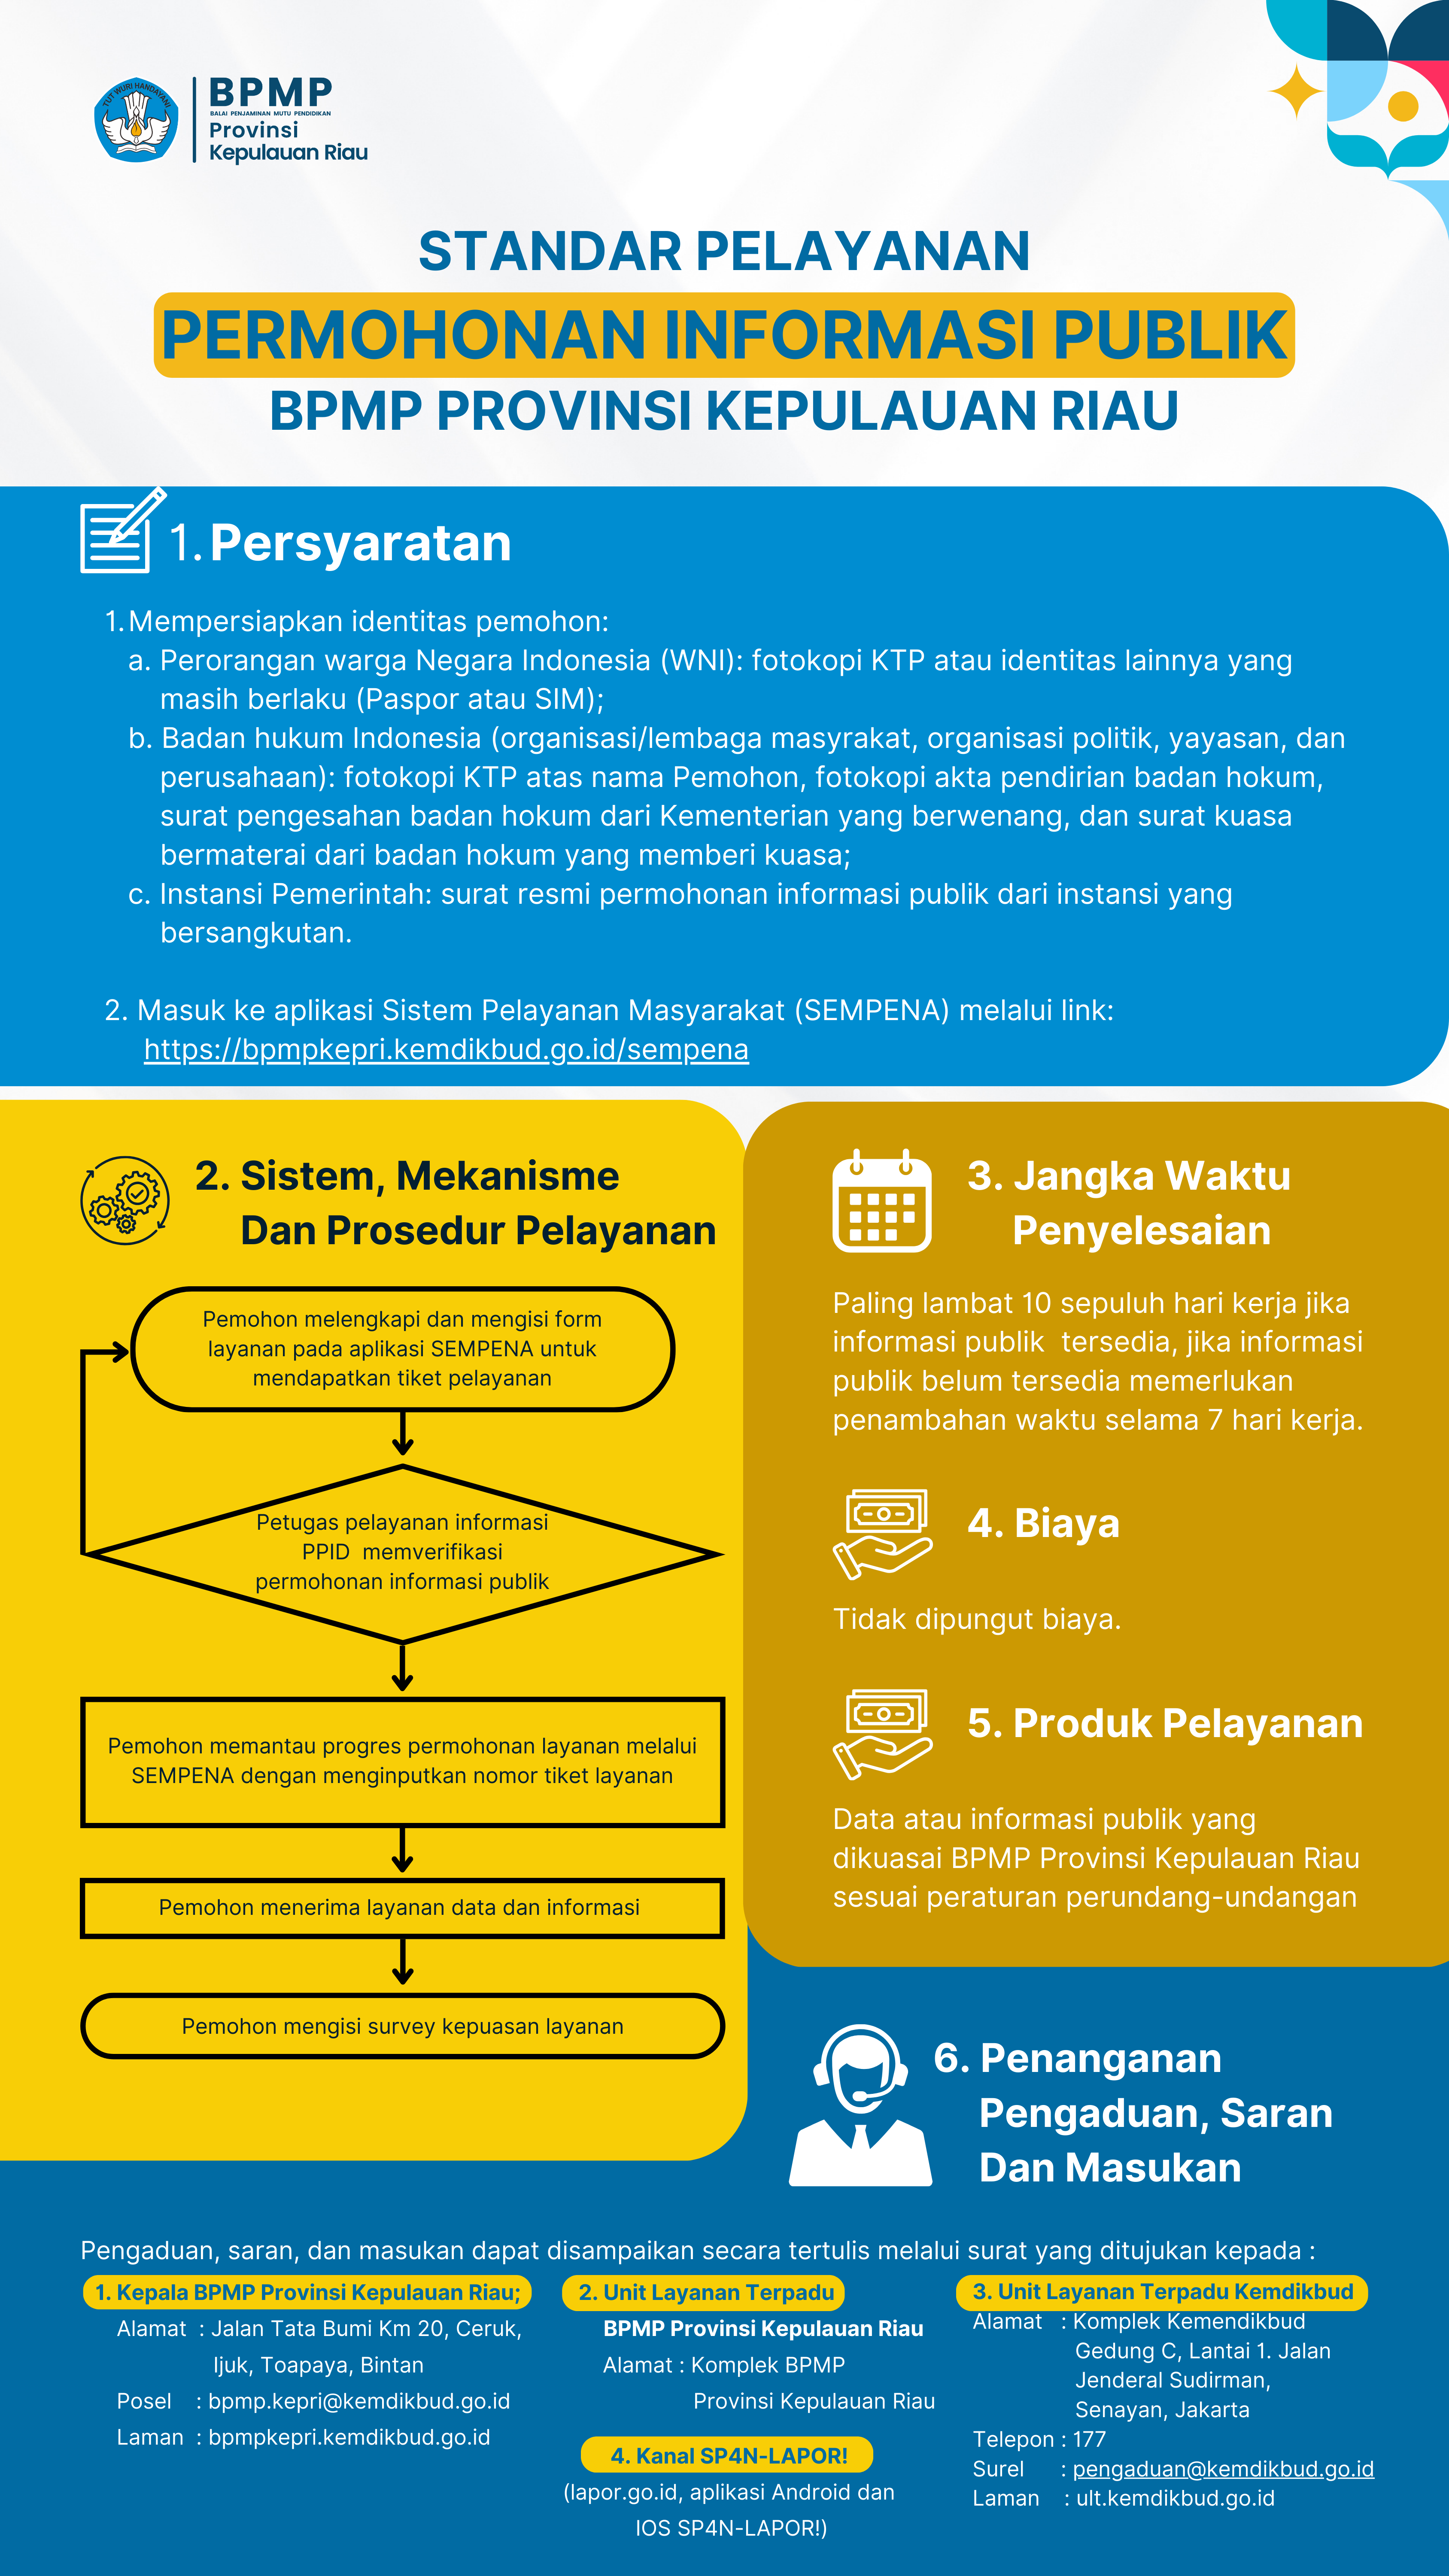 TUT WURI HANDAYANI
BPMP
BALAI PENJAMINAN MUTU PENDIDIKAN
Provinsi
Kepulauan Riau
STANDAR PELAYANAN
PERMOHONAN INFORMASI PUBLIK
BPMP PROVINSI KEPULAUAN RIAU
1. Persyaratan
1. Mempersiapkan identitas pemohon:
a. Perorangan warga Negara Indonesia (WNI): fotokopi KTP atau identitas lainnya yang
masih berlaku (Paspor atau SIM);
b. Badan hukum Indonesia (organisasi/lembaga masyrakat, organisasi politik, yayasan, dan
perusahaan): fotokopi KTP atas nama Pemohon, fotokopi akta pendirian badan hokum,
surat pengesahan badan hokum dari Kementerian yang berwenang, dan surat kuasa
bermaterai dari badan hokum yang memberi kuasa;
c. Instansi Pemerintah: surat resmi permohonan informasi publik dari instansi yang
bersangkutan.
2. Masuk ke aplikasi Sistem Pelayanan Masyarakat (SEMPENA) melalui link:
https://bpmpkepri.kemdikbud.go.id/sempena
2. Sistem, Mekanisme
Dan Prosedur Pelayanan
Pemohon melengkapi dan mengisi form
layanan pada aplikasi SEMPENA untuk
mendapatkan tiket pelayanan
Petugas pelayanan informasi
PPID memverifikasi
permohonan informasi publik
Pemohon memantau progres permohonan layanan melalui
SEMPENA dengan menginputkan nomor tiket layanan
Pemohon menerima layanan data dan informasi
Pemohon mengisi survey kepuasan layanan
3. Jangka Waktu
Penyelesaian
Paling lambat 10 sepuluh hari kerja jika
informasi publik tersedia, jika informasi
publik belum tersedia memerlukan
penambahan waktu selama 7 hari kerja.
4. Biaya
Tidak dipungut biaya.
5. Produk Pelayanan
Data atau informasi publik yang
dikuasai BPMP Provinsi Kepulauan Riau
sesuai peraturan perundang-undangan
6. Penanganan
Pengaduan, Saran
Dan Masukan
Pengaduan, saran, dan masukan dapat disampaikan secara tertulis melalui surat yang ditujukan kepada :
1. Kepala BPMP Provinsi Kepulauan Riau;
Alamat : Jalan Tata Bumi Km 20, Ceruk,
Ijuk, Toapaya, Bintan
Posel : bpmp.kepri@kemdikbud.go.id
Laman : bpmpkepri.kemdikbud.go.id
2. Unit Layanan Terpadu
BPMP Provinsi Kepulauan Riau
Alamat : Komplek BPMP
Provinsi Kepulauan Riau
4. Kanal SP4N-LAPOR!
(lapor.go.id, aplikasi Android dan
IOS SP4N-LAPOR!)
3. Unit Layanan Terpadu Kemdikbud
Alamat : Komplek Kemendikbud
Gedung C, Lantai 1. Jalan
Jenderal Sudirman,
Senayan, Jakarta
Telepon : 177
Surel : pengaduan@kemdikbud.go.id
Laman : ult.kemdikbud.go.id